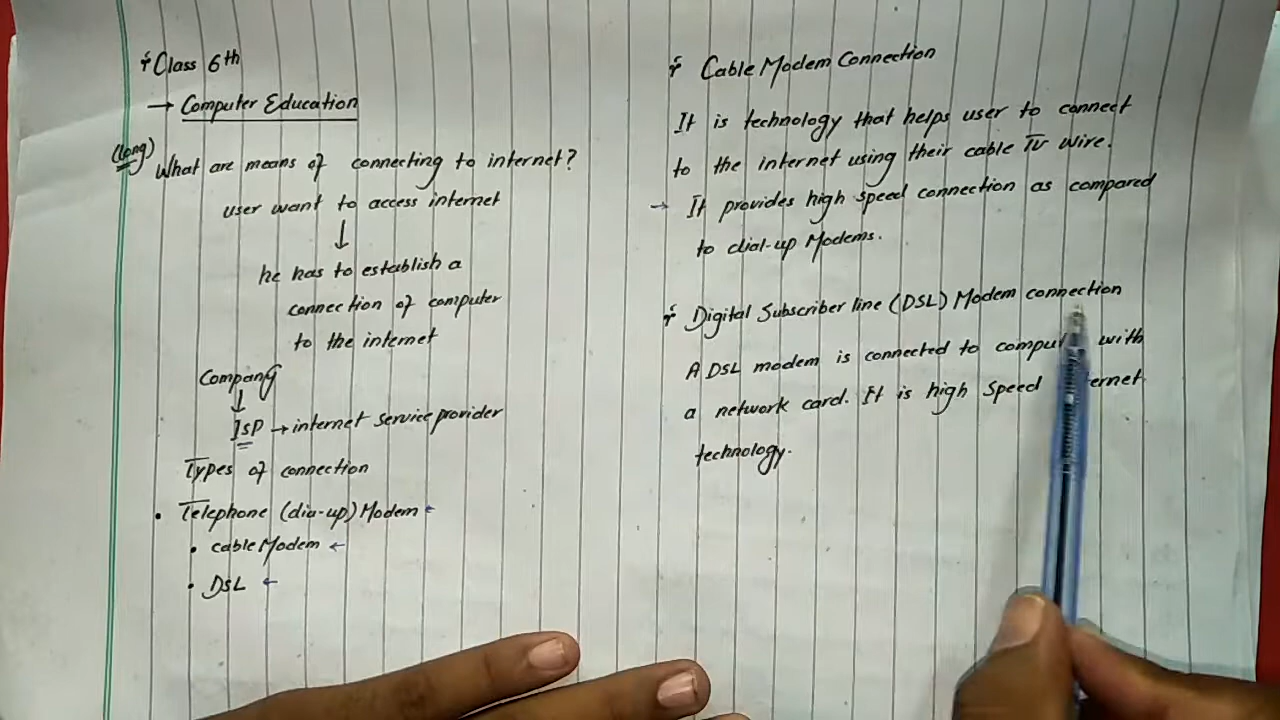 Class 6th
→ Computer Education
(long)
What are means of connecting to internet?
user want to access internet
↓
he has to establish a
connection of computer
to the internet
Company
↓
ISP → internet service provider
Types of connection
• Telephone (dia-up) Modem ←
• cable Modem ←
• DSL ←
Cable Modem Connection
It is technology that helps user to connect
to the internet using their cable TV wire.
→ It provides high speed connection as compared
to dial-up Modems.
Digital Subscriber line (DSL) Modem connection
A DSL modem is connected to compu with
a network card. It is high speed ternet
technology.